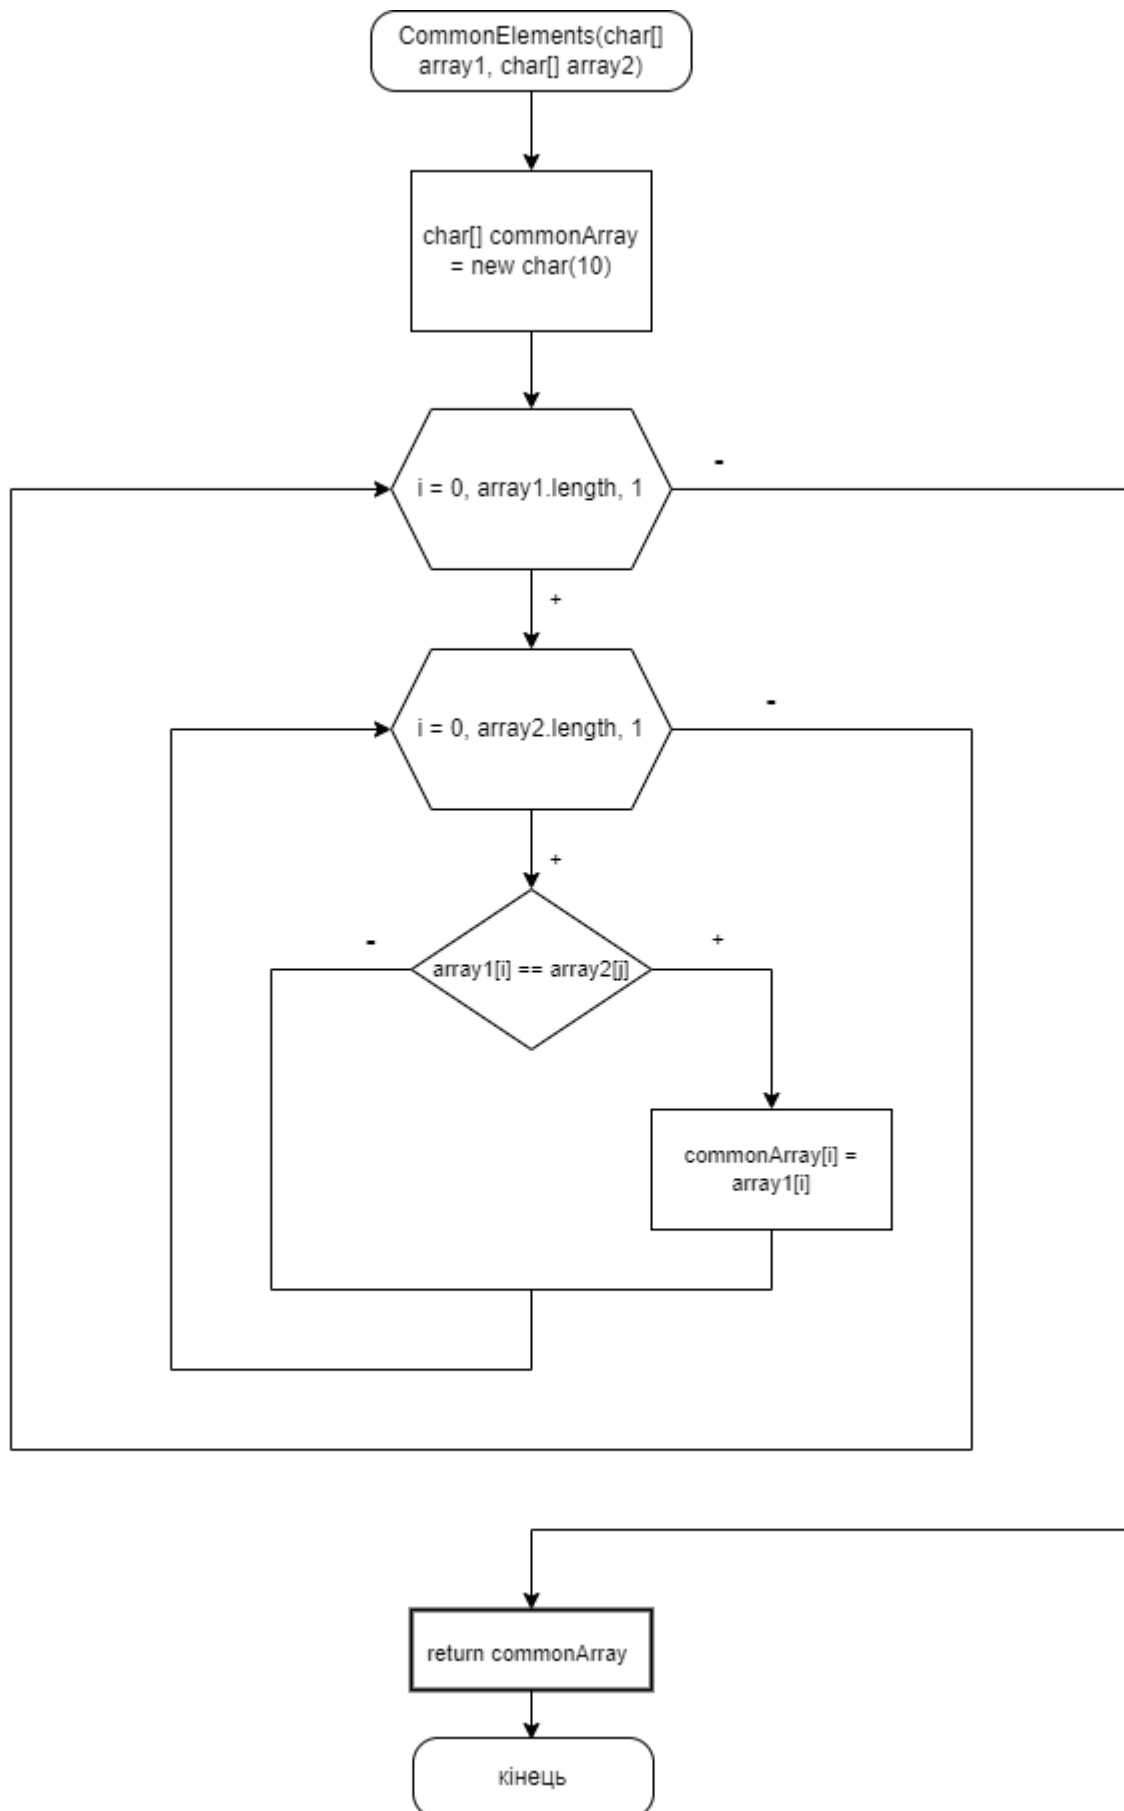 CommonElements(char[]
array1, char[] array2)
char[] commonArray
= new char(10)
i = 0, array1.length, 1
-
+
i = 0, array2.length, 1
-
+
array1[i] == array2[j]
-
+
commonArray[i] =
array1[i]
return commonArray
кінець